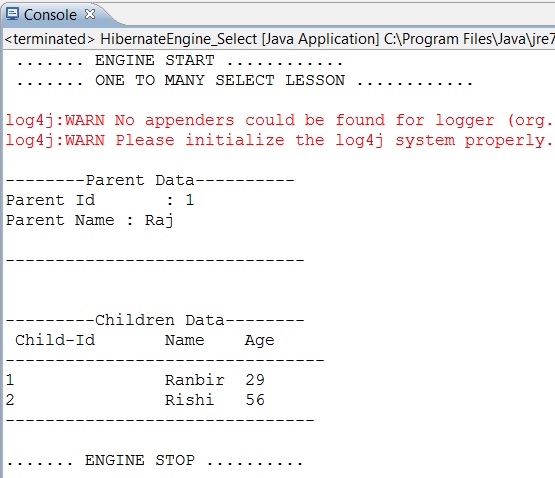 Console
<terminated> HibernateEngine_Select [Java Application] C:\Program Files\Java\jre7
....... ENGINE START ............
....... ONE TO MANY SELECT LESSON ............
log4j:WARN No appenders could be found for logger (org.
log4j:WARN Please initialize the log4j system properly.
--------Parent Data----------
Parent Id       : 1
Parent Name : Raj
------------------------------
---------Children Data--------
Child-Id       Name    Age
--------------------------------
1               Ranbir  29
2               Rishi   56
-------------------------------
....... ENGINE STOP ..........